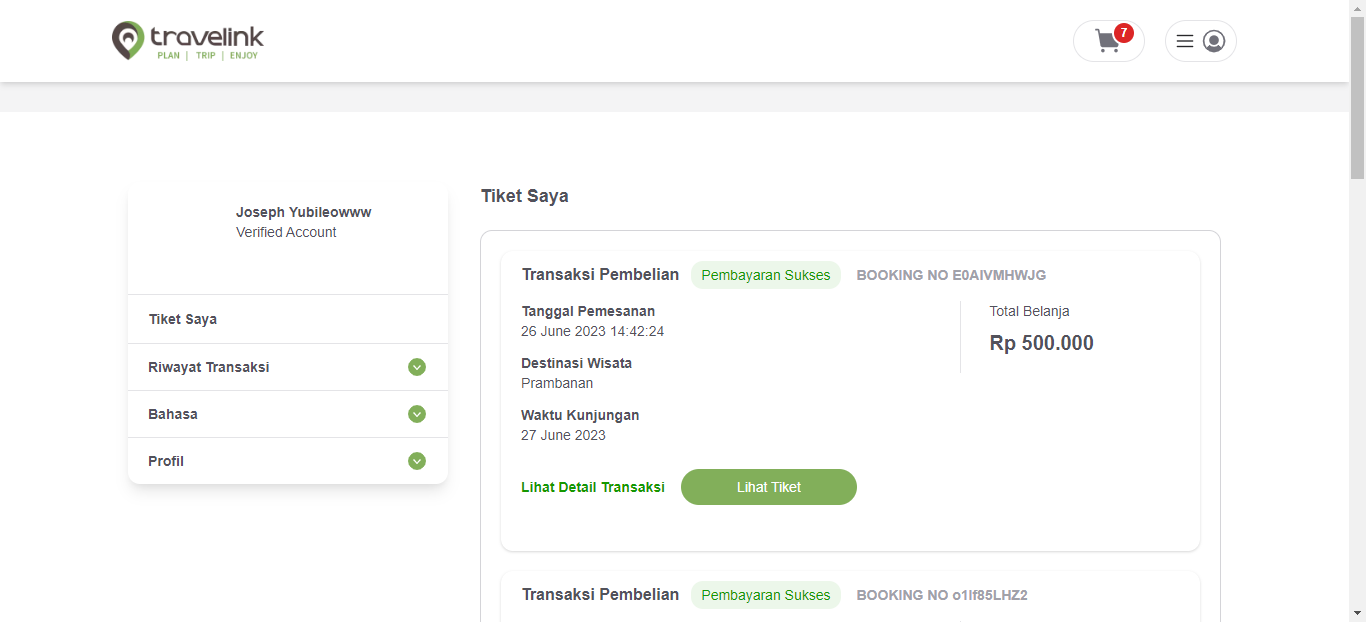 travelink
PLAN | TRIP | ENJOY
7
Joseph Yubileowww
Verified Account
Tiket Saya
Riwayat Transaksi
Bahasa
Profil
Tiket Saya
Transaksi Pembelian Pembayaran Sukses BOOKING NO E0AIVMHWJG
Tanggal Pemesanan
26 June 2023 14:42:24
Destinasi Wisata
Prambanan
Waktu Kunjungan
27 June 2023
Total Belanja
Rp 500.000
Lihat Detail Transaksi Lihat Tiket
Transaksi Pembelian Pembayaran Sukses BOOKING NO o1If85LHZ2